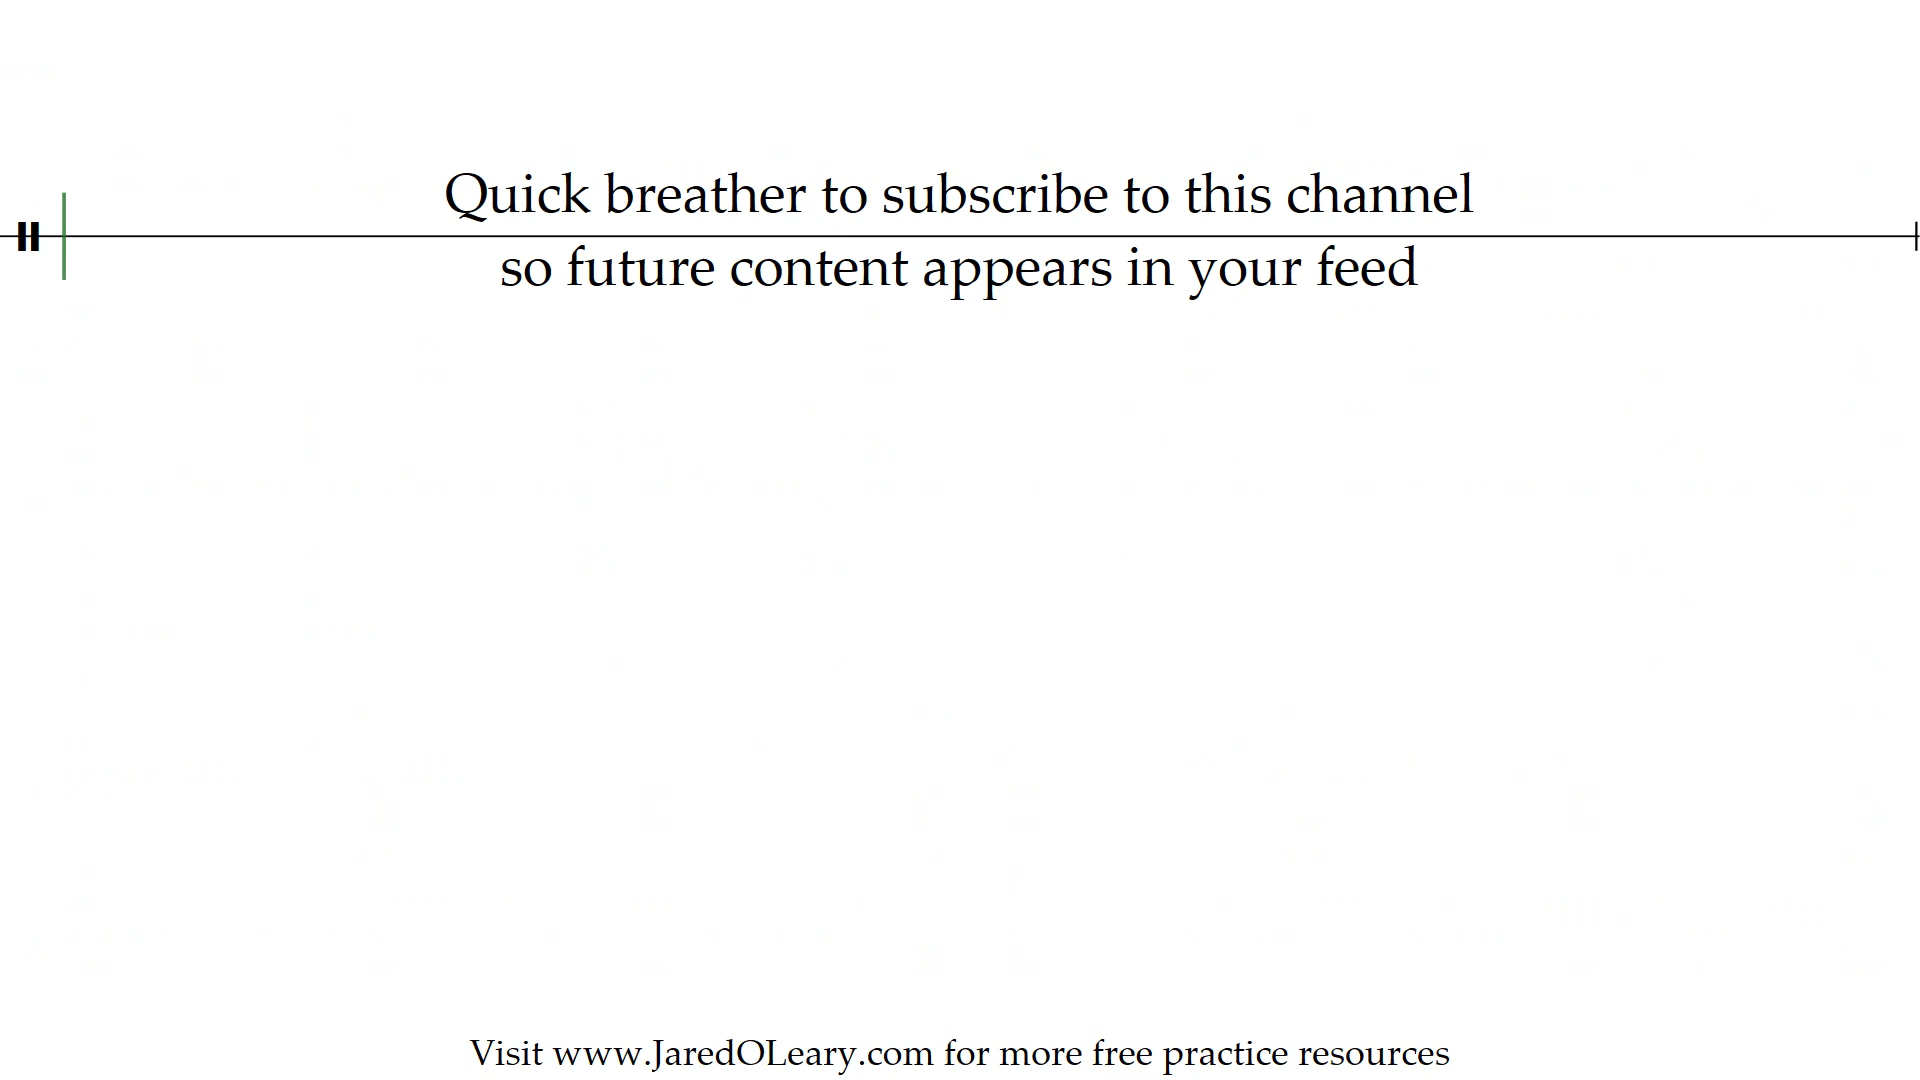 Quick breather to subscribe to this channel
so future content appears in your feed
Visit www.JaredOLeary.com for more free practice resources